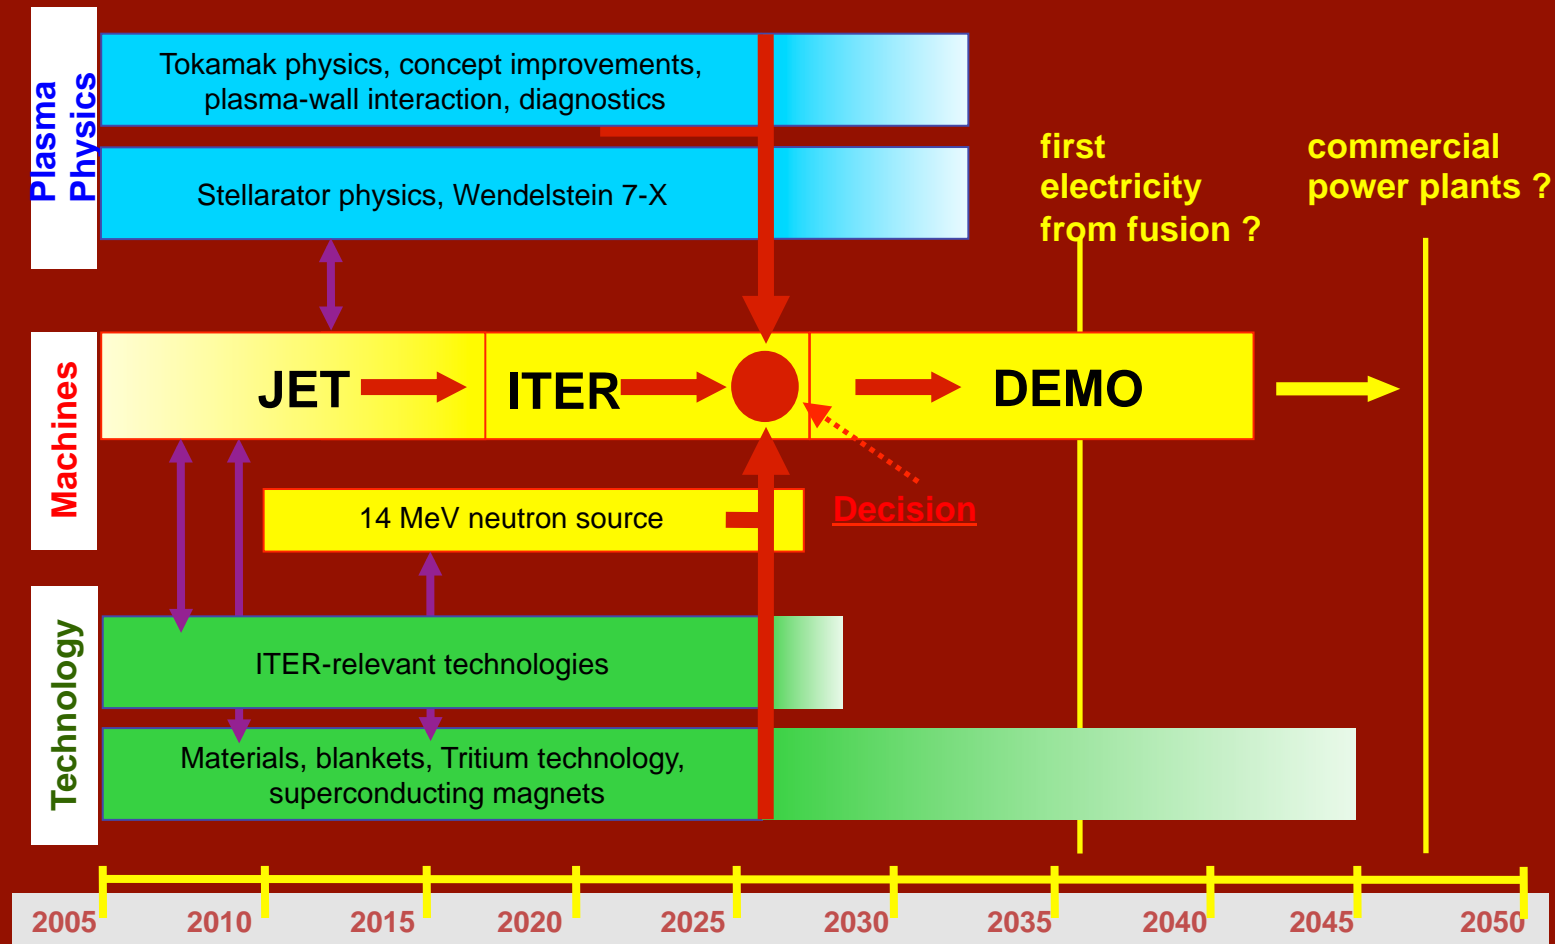 Plasma
Physics
Tokamak physics, concept improvements,
plasma-wall interaction, diagnostics
Stellarator physics, Wendelstein 7-X
first
electricity
from fusion ?
commercial
power plants ?
Machines
JET
ITER
DEMO
14 MeV neutron source
Decision
Technology
ITER-relevant technologies
Materials, blankets, Tritium technology,
superconducting magnets
2005 2010 2015 2020 2025 2030 2035 2040 2045 2050